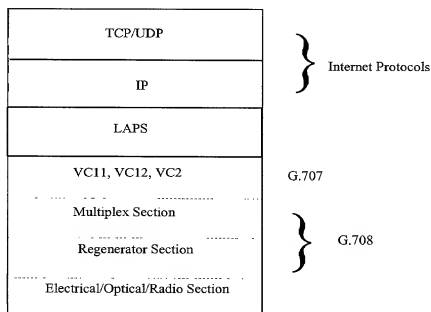 TCP/UDP
IP
Internet Protocols
LAPS
VC11, VC12, VC2
G.707
Multiplex Section
Regenerator Section
G.708
Electrical/Optical/Radio Section